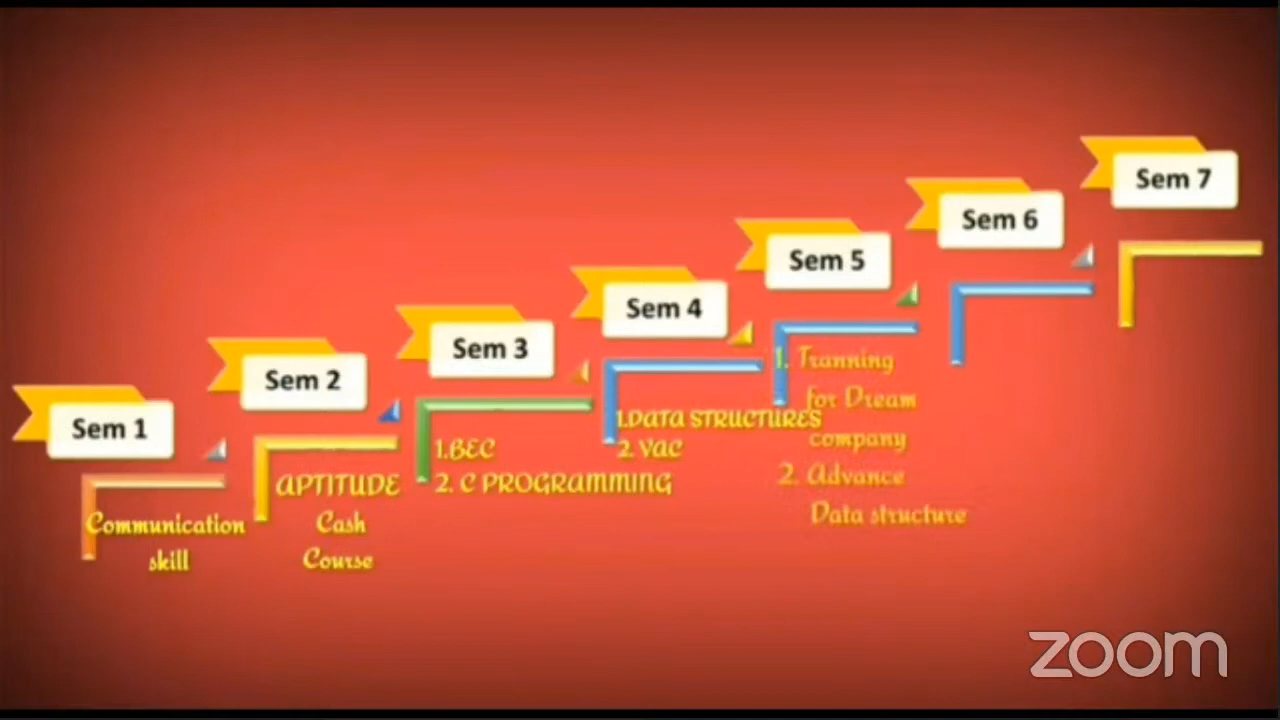 Sem 1
Communication
skill
Sem 2
APTITUDE
Cash
Course
Sem 3
1.BEC
2. C PROGRAMMING
Sem 4
1.DATA STRUCTURES
2. VAC
Sem 5
1. Tranning
for Dream
company
2. Advance
Data structure
Sem 6
Sem 7
zoom